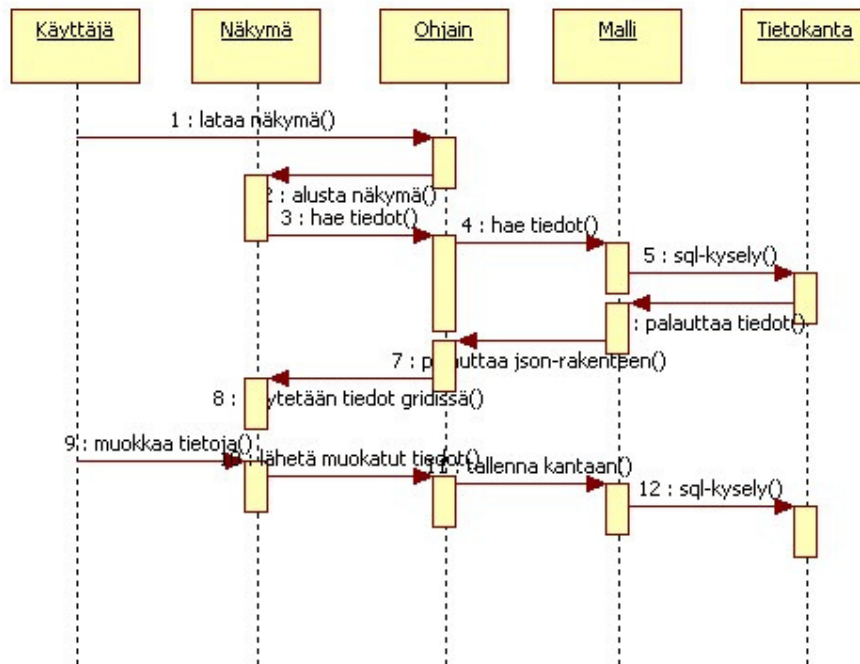 Käyttäjä
Näkymä
Ohjain
Malli
Tietokanta
1 : lataa näkymä()
2 : alusta näkymä()
3 : hae tiedot()
4 : hae tiedot()
5 : sql-kysely()
: palauttaa tiedot()
7 : palauttaa json-rakenteen()
8 : ytetään tiedot gridissä()
9 : muokkaa tietoja()
10 : lähetä muokatut tiedot()
11 : tallenna kantaan()
12 : sql-kysely()